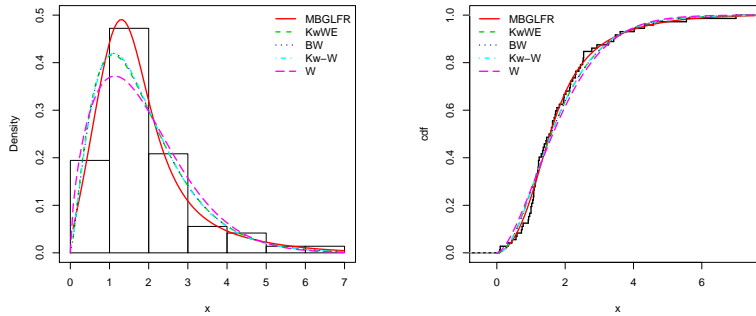 MBGLFR
KwWE
BW
Kw−W
W
Density
0.0
0.1
0.2
0.3
0.4
0.5
0 1 2 3 4 5 6 7
x
MBGLFR
KwWE
BW
Kw−W
W
cdf
0.0
0.2
0.4
0.6
0.8
1.0
0 2 4 6
x